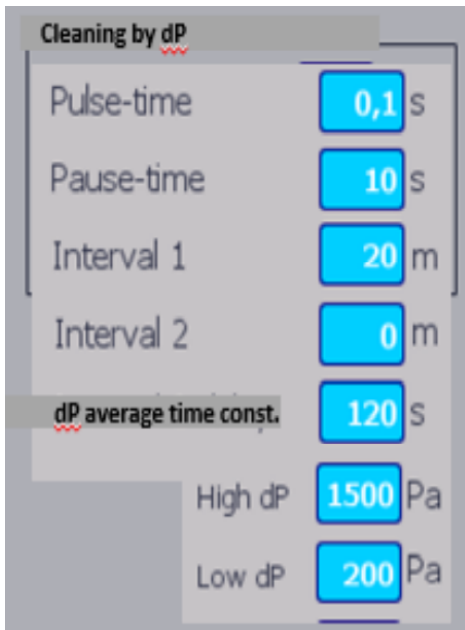 Cleaning by dP
Pulse-time 0,1 s
Pause-time 10 s
Interval 1 20 m
Interval 2 0 m
dP average time const. 120 s
High dP 1500 Pa
Low dP 200 Pa